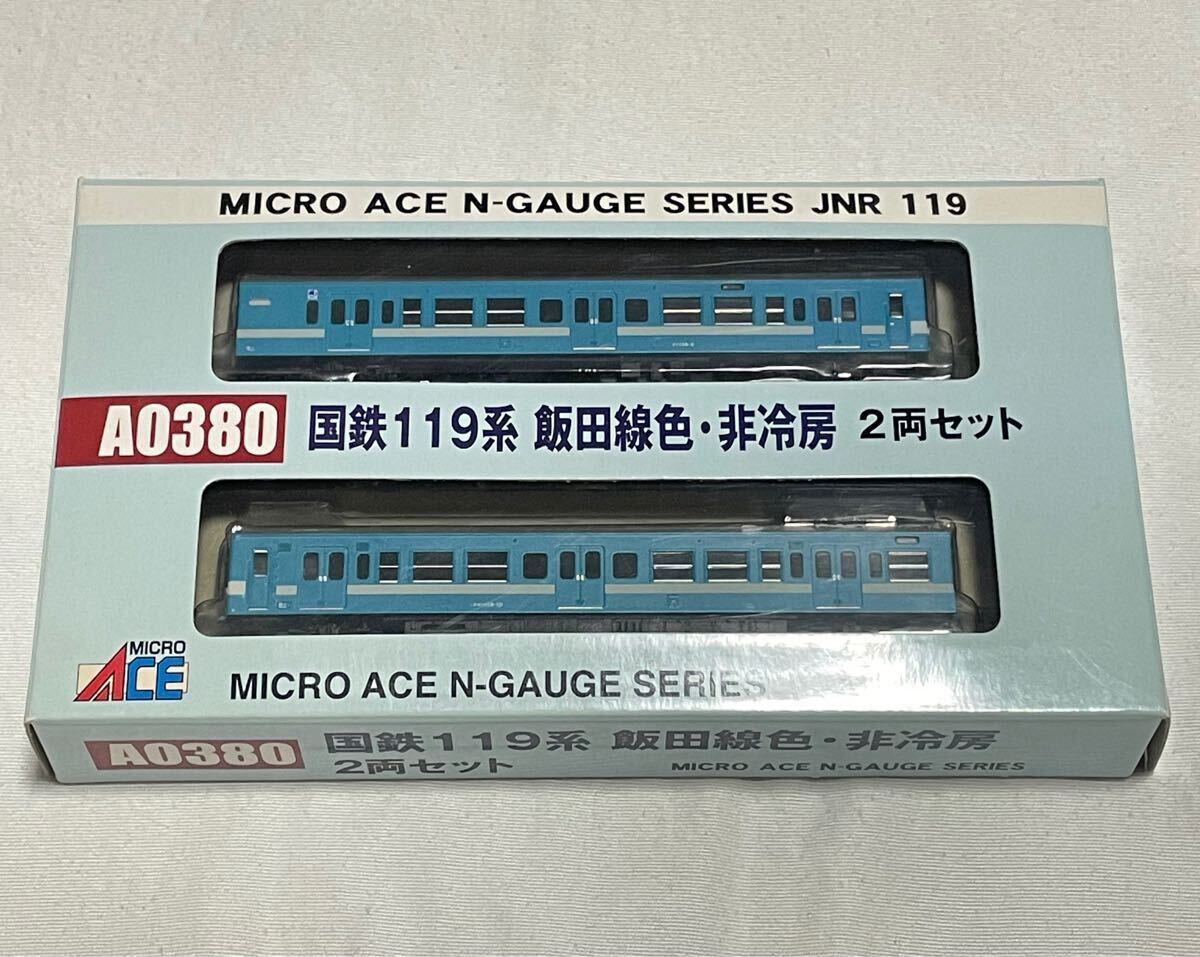 MICRO ACE N-GAUGE SERIES JNR 119
A0380 国鉄119系 飯田線色・非冷房 2両セット
MICRO
ACE
MICRO ACE N-GAUGE SERIES
A0380 国鉄119系 飯田線色・非冷房
2両セット
MICRO ACE N-GAUGE SERIES